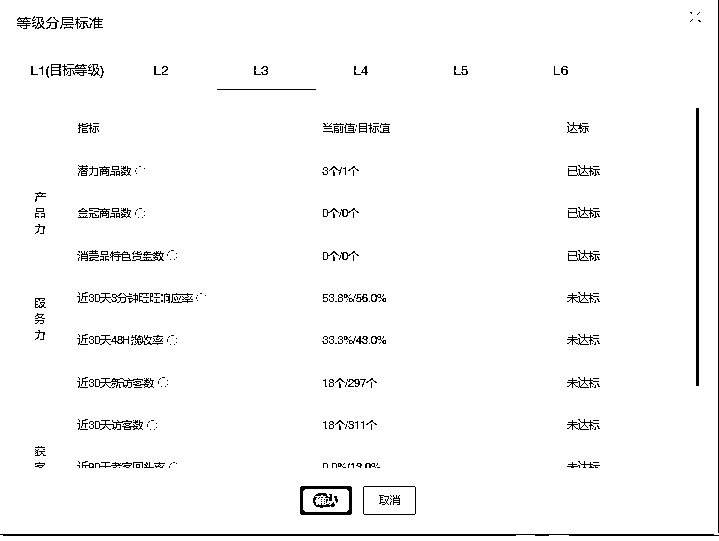 等级分层标准
L1(目标等级) L2 L3 L4 L5 L6
指标 当前值/目标值 达标
产品力
潜力商品数 3个/1个 已达标
金冠商品数 0个/0个 已达标
消费品特色货盘数 0个/0个 已达标
服务力
近30天3分钟旺旺响应率 53.8%/56.0% 未达标
近30天48H揽收率 33.3%/43.0% 未达标
近30天新访客数 18个/297个 未达标
近30天访客数 18个/311个 未达标
获客
近90天老客回头率 0.0%/13.0% 未达标
确认 取消